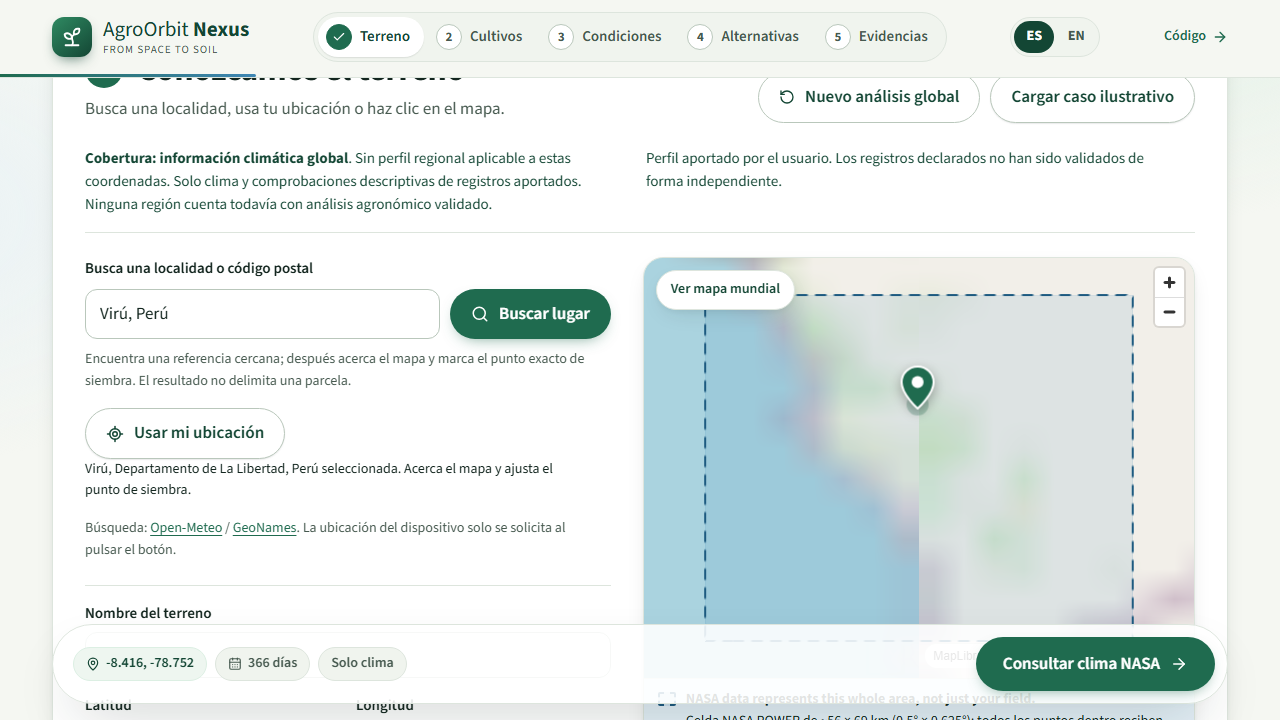 AgroOrbit Nexus
FROM SPACE TO SOIL
Terreno
2 Cultivos
3 Condiciones
4 Alternativas
5 Evidencias
ES EN
Código
Conozcamos el terreno
Busca una localidad, usa tu ubicación o haz clic en el mapa.
Nuevo análisis global
Cargar caso ilustrativo
Cobertura: información climática global. Sin perfil regional aplicable a estas
coordenadas. Solo clima y comprobaciones descriptivas de registros aportados.
Ninguna región cuenta todavía con análisis agronómico validado.
Perfil aportado por el usuario. Los registros declarados no han sido validados de
forma independiente.
Busca una localidad o código postal
Virú, Perú
Buscar lugar
Encuentra una referencia cercana; después acerca el mapa y marca el punto exacto de
siembra. El resultado no delimita una parcela.
Usar mi ubicación
Virú, Departamento de La Libertad, Perú seleccionada. Acerca el mapa y ajusta el
punto de siembra.
Búsqueda: Open-Meteo / GeoNames. La ubicación del dispositivo solo se solicita al
pulsar el botón.
Nombre del terreno
Latitud
Longitud
Ver mapa mundial
+
−
MapLib
NASA data represents this whole area, not just your field.
-8.416, -78.752
366 días
Solo clima
Consultar clima NASA